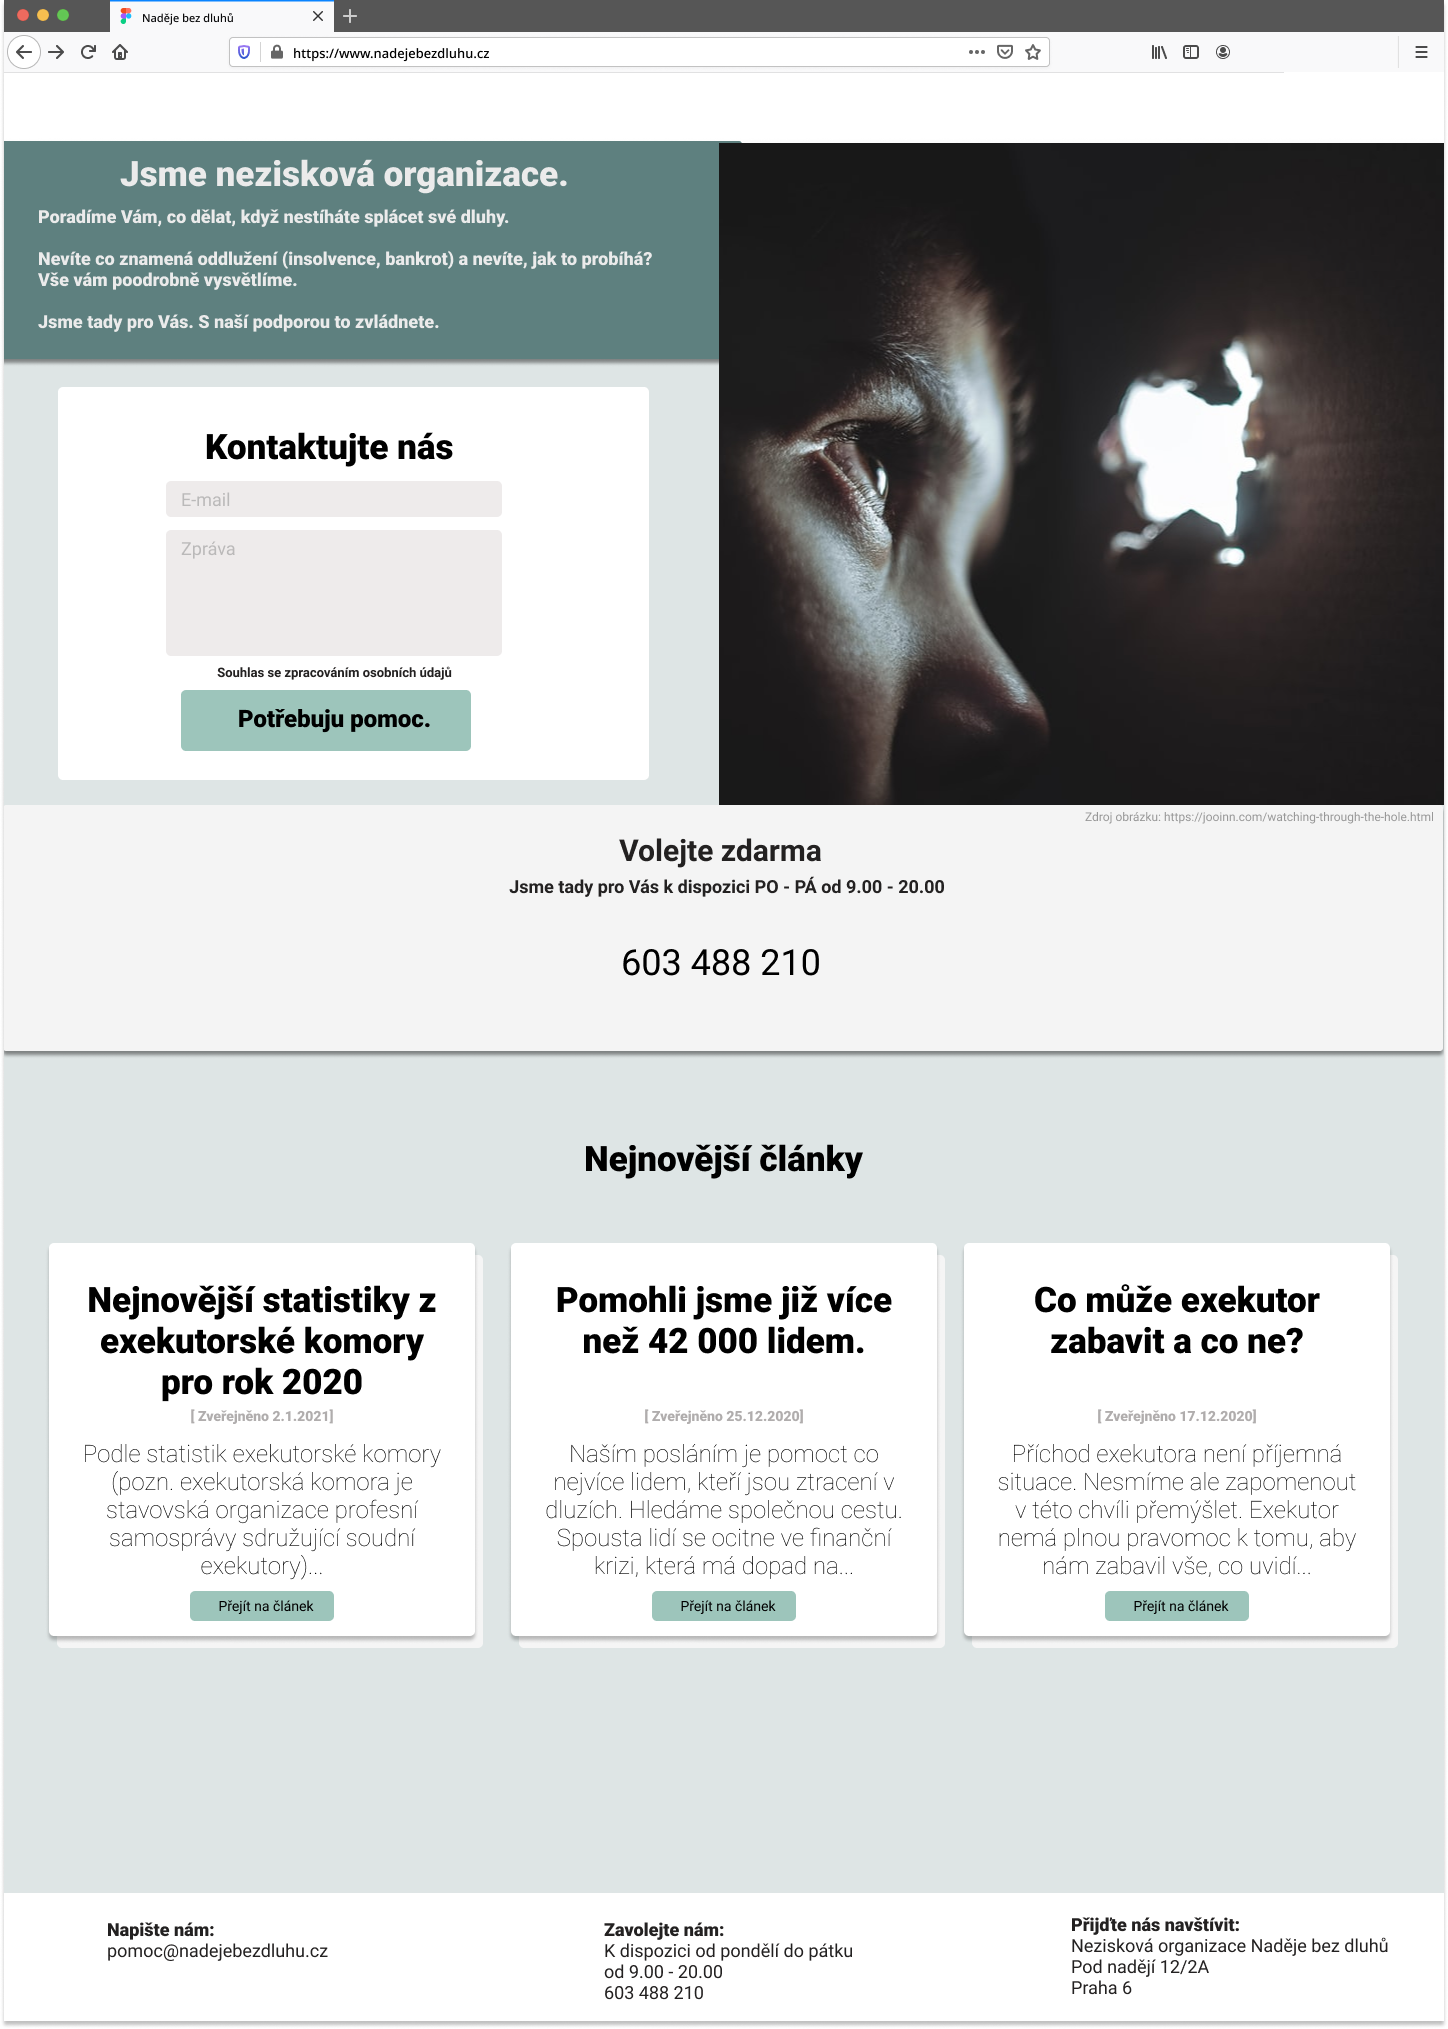 Naděje bez dluhů
https://www.nadejebezdluhu.cz
Jsme nezisková organizace.
Poradíme Vám, co dělat, když nestíháte splácet své dluhy.
Nevíte co znamená oddlužení (insolvence, bankrot) a nevíte, jak to probíhá?
Vše vám poodrobně vysvětlíme.
Jsme tady pro Vás. S naší podporou to zvládnete.
Kontaktujte nás
E-mail
Zpráva
Souhlas se zpracováním osobních údajů
Potřebuju pomoc.
Zdroj obrázku: https://jooinn.com/watching-through-the-hole.html
Volejte zdarma
Jsme tady pro Vás k dispozici PO - PÁ od 9.00 - 20.00
603 488 210
Nejnovější články
Nejnovější statistiky z
exekutorské komory
pro rok 2020
[ Zveřejněno 2.1.2021]
Podle statistik exekutorské komory
(pozn. exekutorská komora je
stavovská organizace profesní
samosprávy sdružující soudní
exekutory)...
Přejít na článek
Pomohli jsme již více
než 42 000 lidem.
[ Zveřejněno 25.12.2020]
Naším posláním je pomoct co
nejvíce lidem, kteří jsou ztracení v
dluzích. Hledáme společnou cestu.
Spousta lidí se ocitne ve finanční
krizi, která má dopad na...
Přejít na článek
Co může exekutor
zabavit a co ne?
[ Zveřejněno 17.12.2020]
Příchod exekutora není příjemná
situace. Nesmíme ale zapomenout
v této chvíli přemýšlet. Exekutor
nemá plnou pravomoc k tomu, aby
nám zabavil vše, co uvidí...
Přejít na článek
Napište nám:
pomoc@nadejebezdluhu.cz
Zavolejte nám:
K dispozici od pondělí do pátku
od 9.00 - 20.00
603 488 210
Přijďte nás navštívit:
Nezisková organizace Naděje bez dluhů
Pod nadějí 12/2A
Praha 6